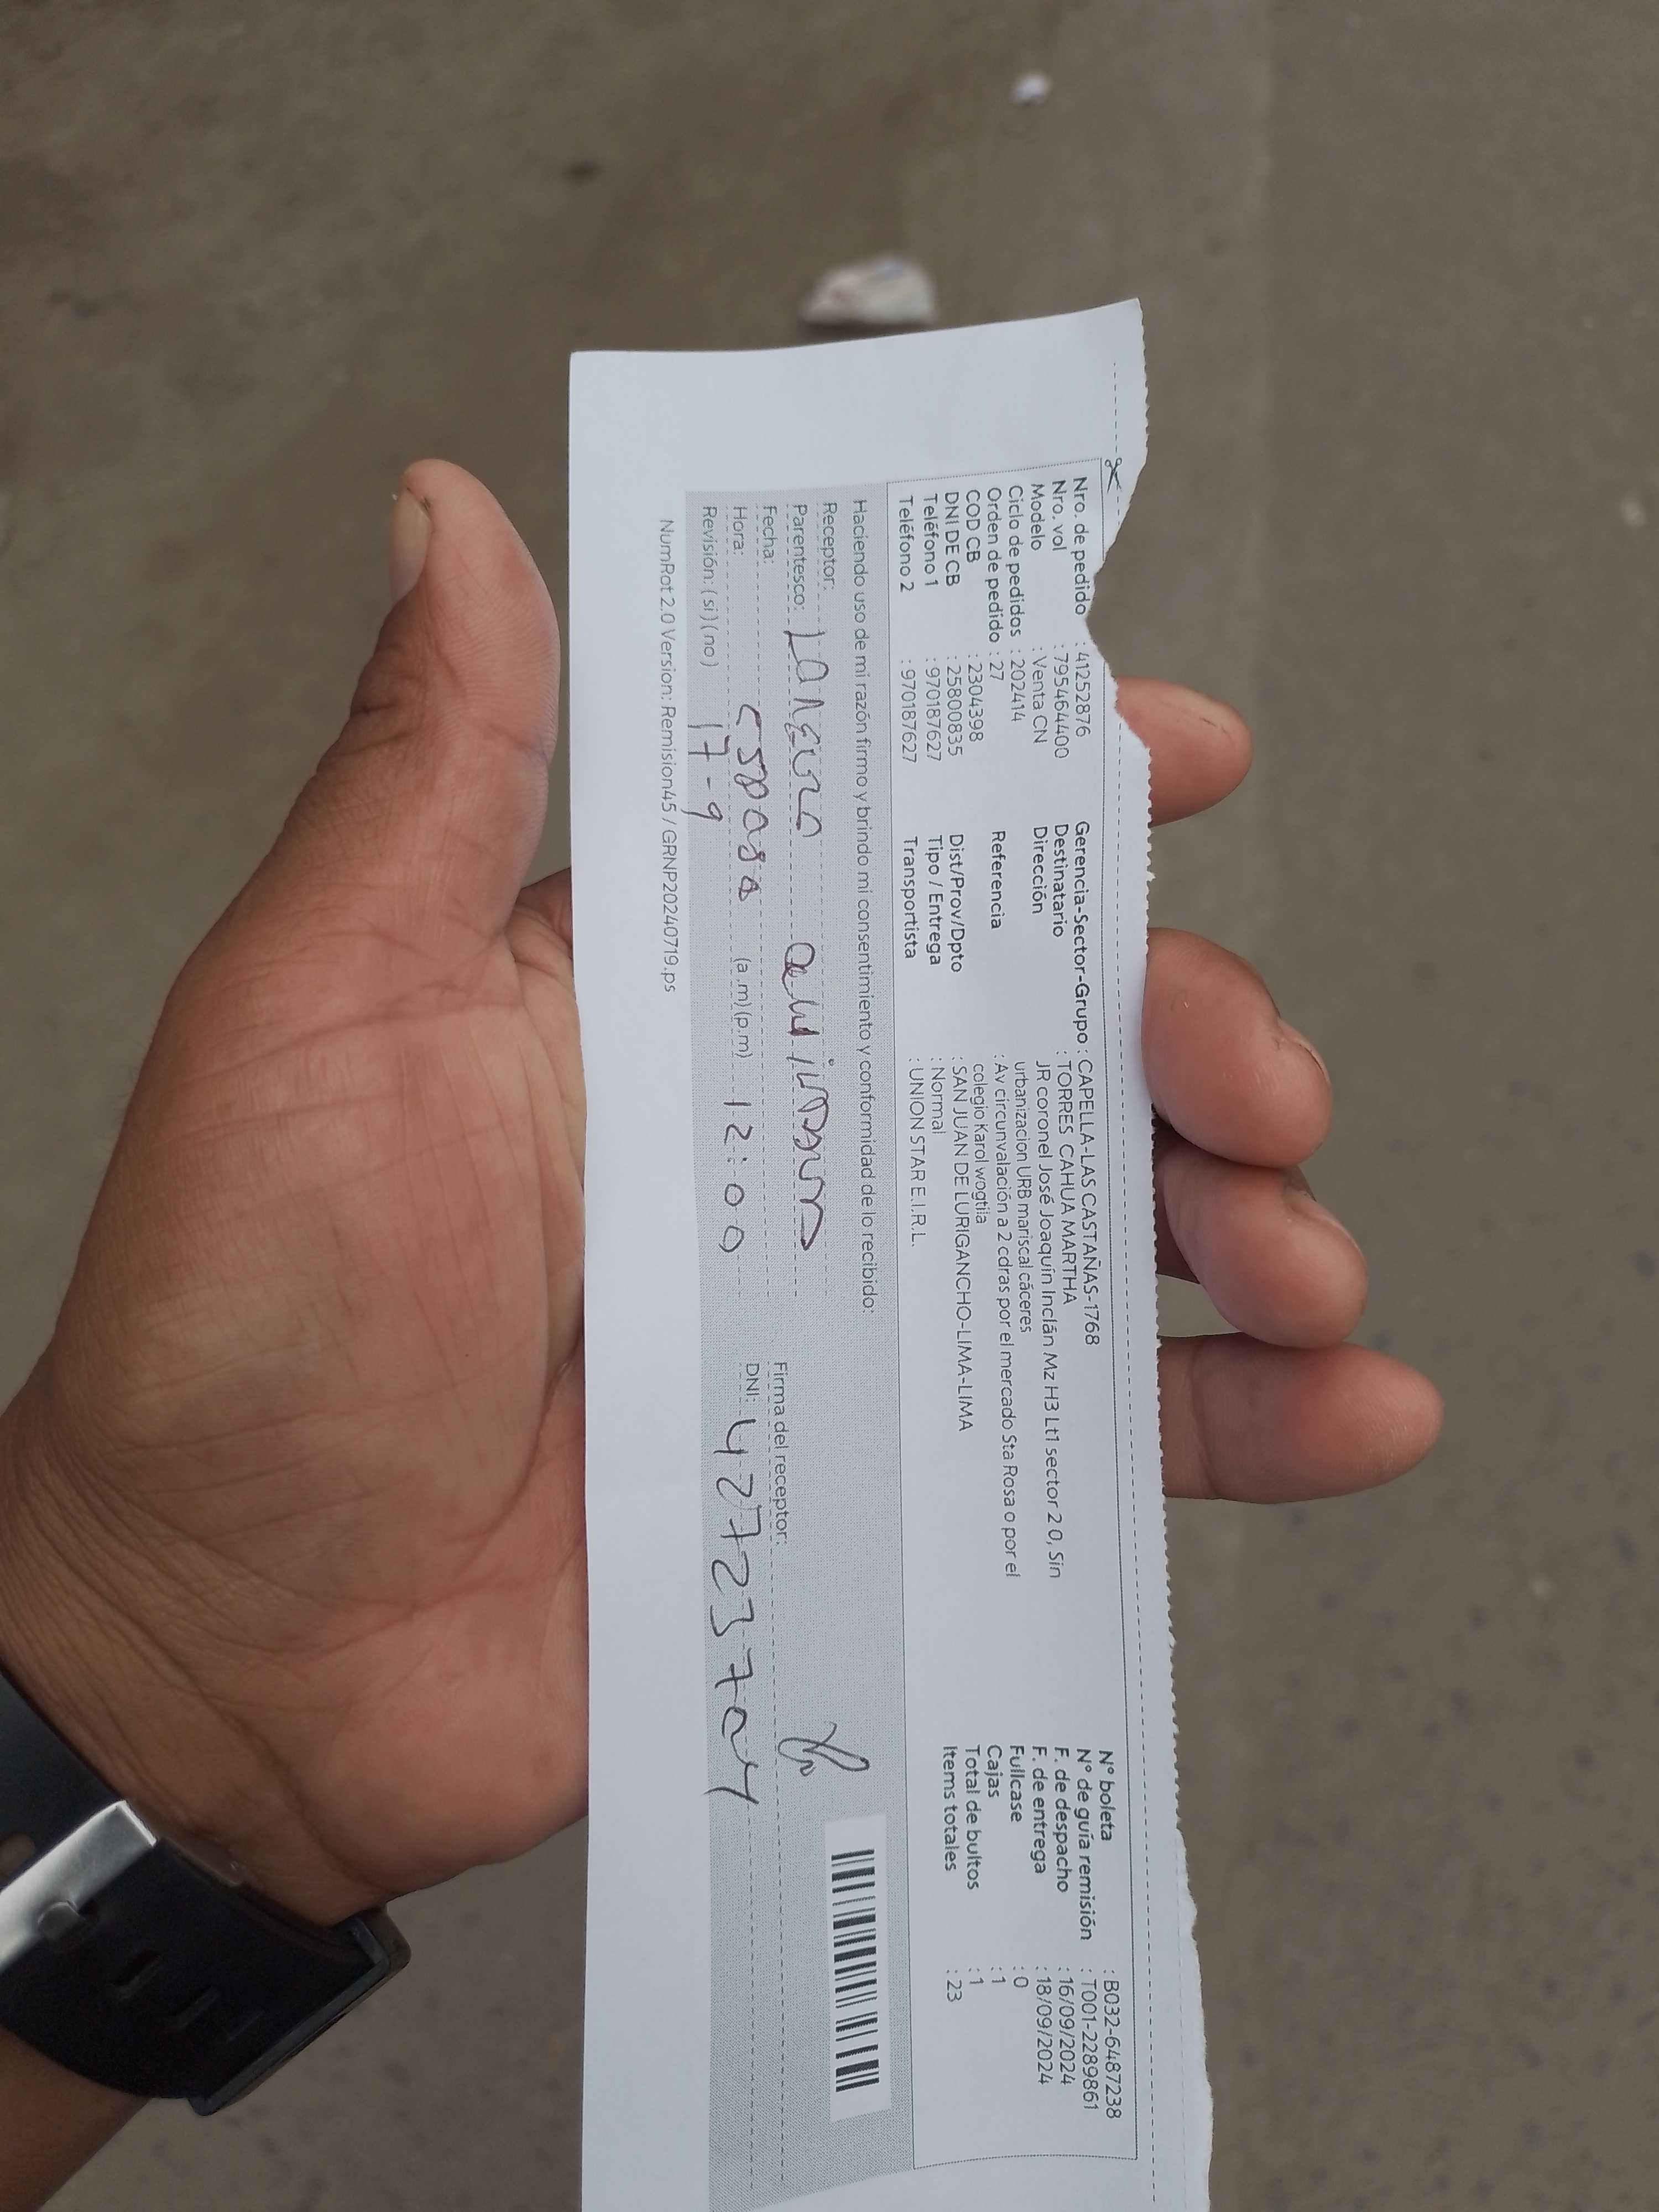 Nro. de pedido : 41252876
Nro. vol : 795464400
Modelo : Venta CN
Ciclo de pedidos : 202414
Orden de pedido : 27
COD CB : 2304398
DNI DE CB : 25800835
Teléfono 1 : 970187627
Teléfono 2 : 970187627
Gerencia-Sector-Grupo : CAPELLA-LAS CASTAÑAS-1768
Destinatario : TORRES CAHUA MARTHA
Dirección JR coronel José Joaquín Inclán Mz H3 Lt1 sector 2 0, Sin
urbanizacion URB mariscal cáceres
Referencia : Av circunvalación a 2 cdras por el mercado Sta Rosa o por el
colegio Karol wogtila
Dist/Prov/Dpto : SAN JUAN DE LURIGANCHO-LIMA-LIMA
Tipo / Entrega : Normal
Transportista : UNION STAR E.I.R.L.
N° boleta : B032-6487238
N° de guía remisión : T001-2289861
F. de despacho : 16/09/2024
F. de entrega : 18/09/2024
Fullcase : 0
Cajas : 1
Total de bultos : 1
Items totales : 23
Haciendo uso de mi razón firmo y brindo mi consentimiento y conformidad de lo recibido:
Receptor:
Parentesco:
Fecha: esposa
Hora: (a.m) (p.m) 12:00
Revisión: (si) (no) 17-9
Firma del receptor:
DNI:
NumRot 2.0 Version: Remision45 / GRNP20240719.ps